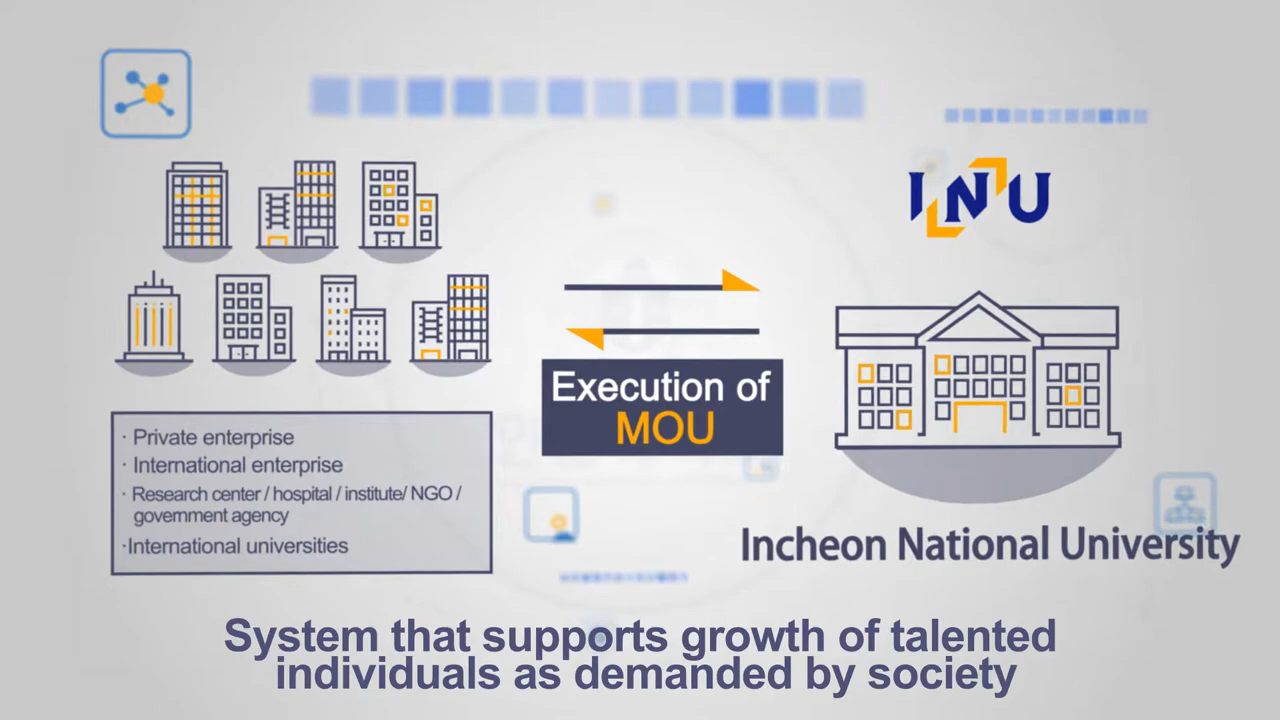 INU
· Private enterprise
· International enterprise
· Research center / hospital / institute/ NGO /
government agency
·International universities
Execution of
MOU
Incheon National University
System that supports growth of talented
individuals as demanded by society